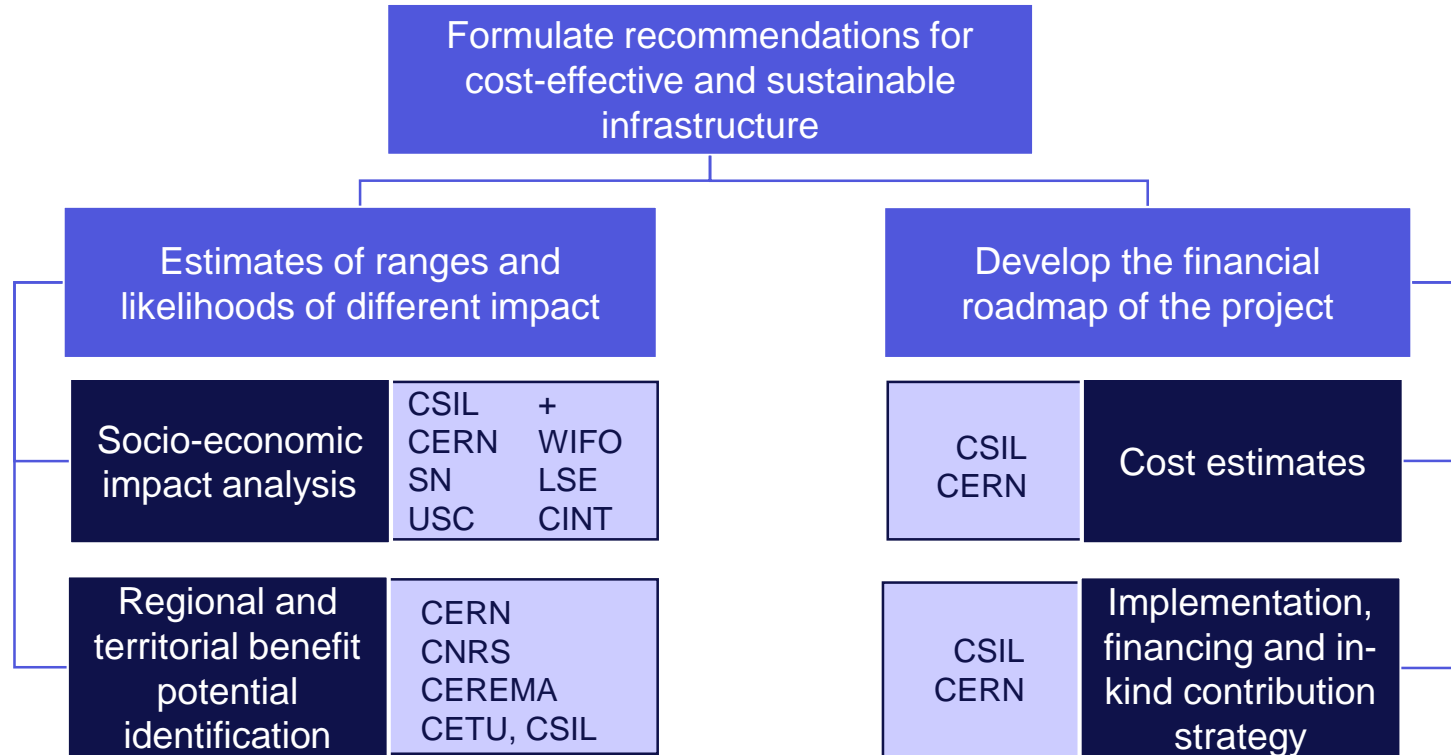 Formulate recommendations for
cost-effective and sustainable
infrastructure
Estimates of ranges and
likelihoods of different impact
Develop the financial
roadmap of the project
Socio-economic
impact analysis
CSIL +
CERN WIFO
SN LSE
USC CINT
CSIL
CERN
Cost estimates
Regional and
territorial benefit
potential
identification
CERN
CNRS
CEREMA
CETU, CSIL
CSIL
CERN
Implementation,
financing and in-
kind contribution
strategy